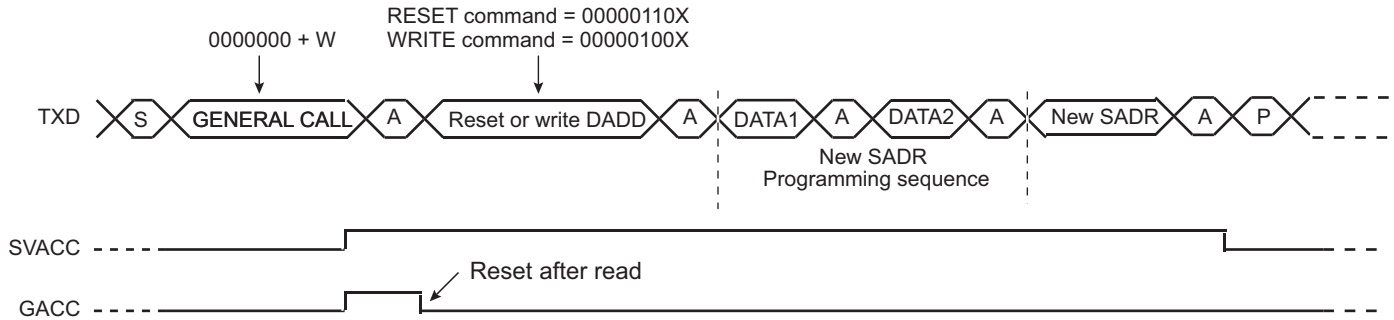 RESET command = 00000110X
0000000 + W
WRITE command = 00000100X
TXD S GENERAL CALL A Reset or write DADD A DATA1 A DATA2 A New SADR A P
New SADR
Programming sequence
SVACC
Reset after read
GACC